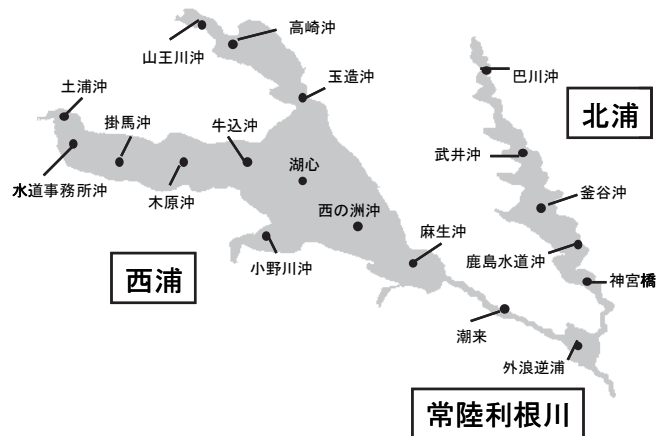 高崎沖
山王川沖
玉造沖
巴川沖
土浦沖
北浦
掛馬沖
牛込沖
武井沖
湖心
水道事務所沖
木原沖
釜谷沖
西の洲沖
麻生沖
小野川沖
鹿島水道沖
西浦
神宮橋
潮来
外浪逆浦
常陸利根川